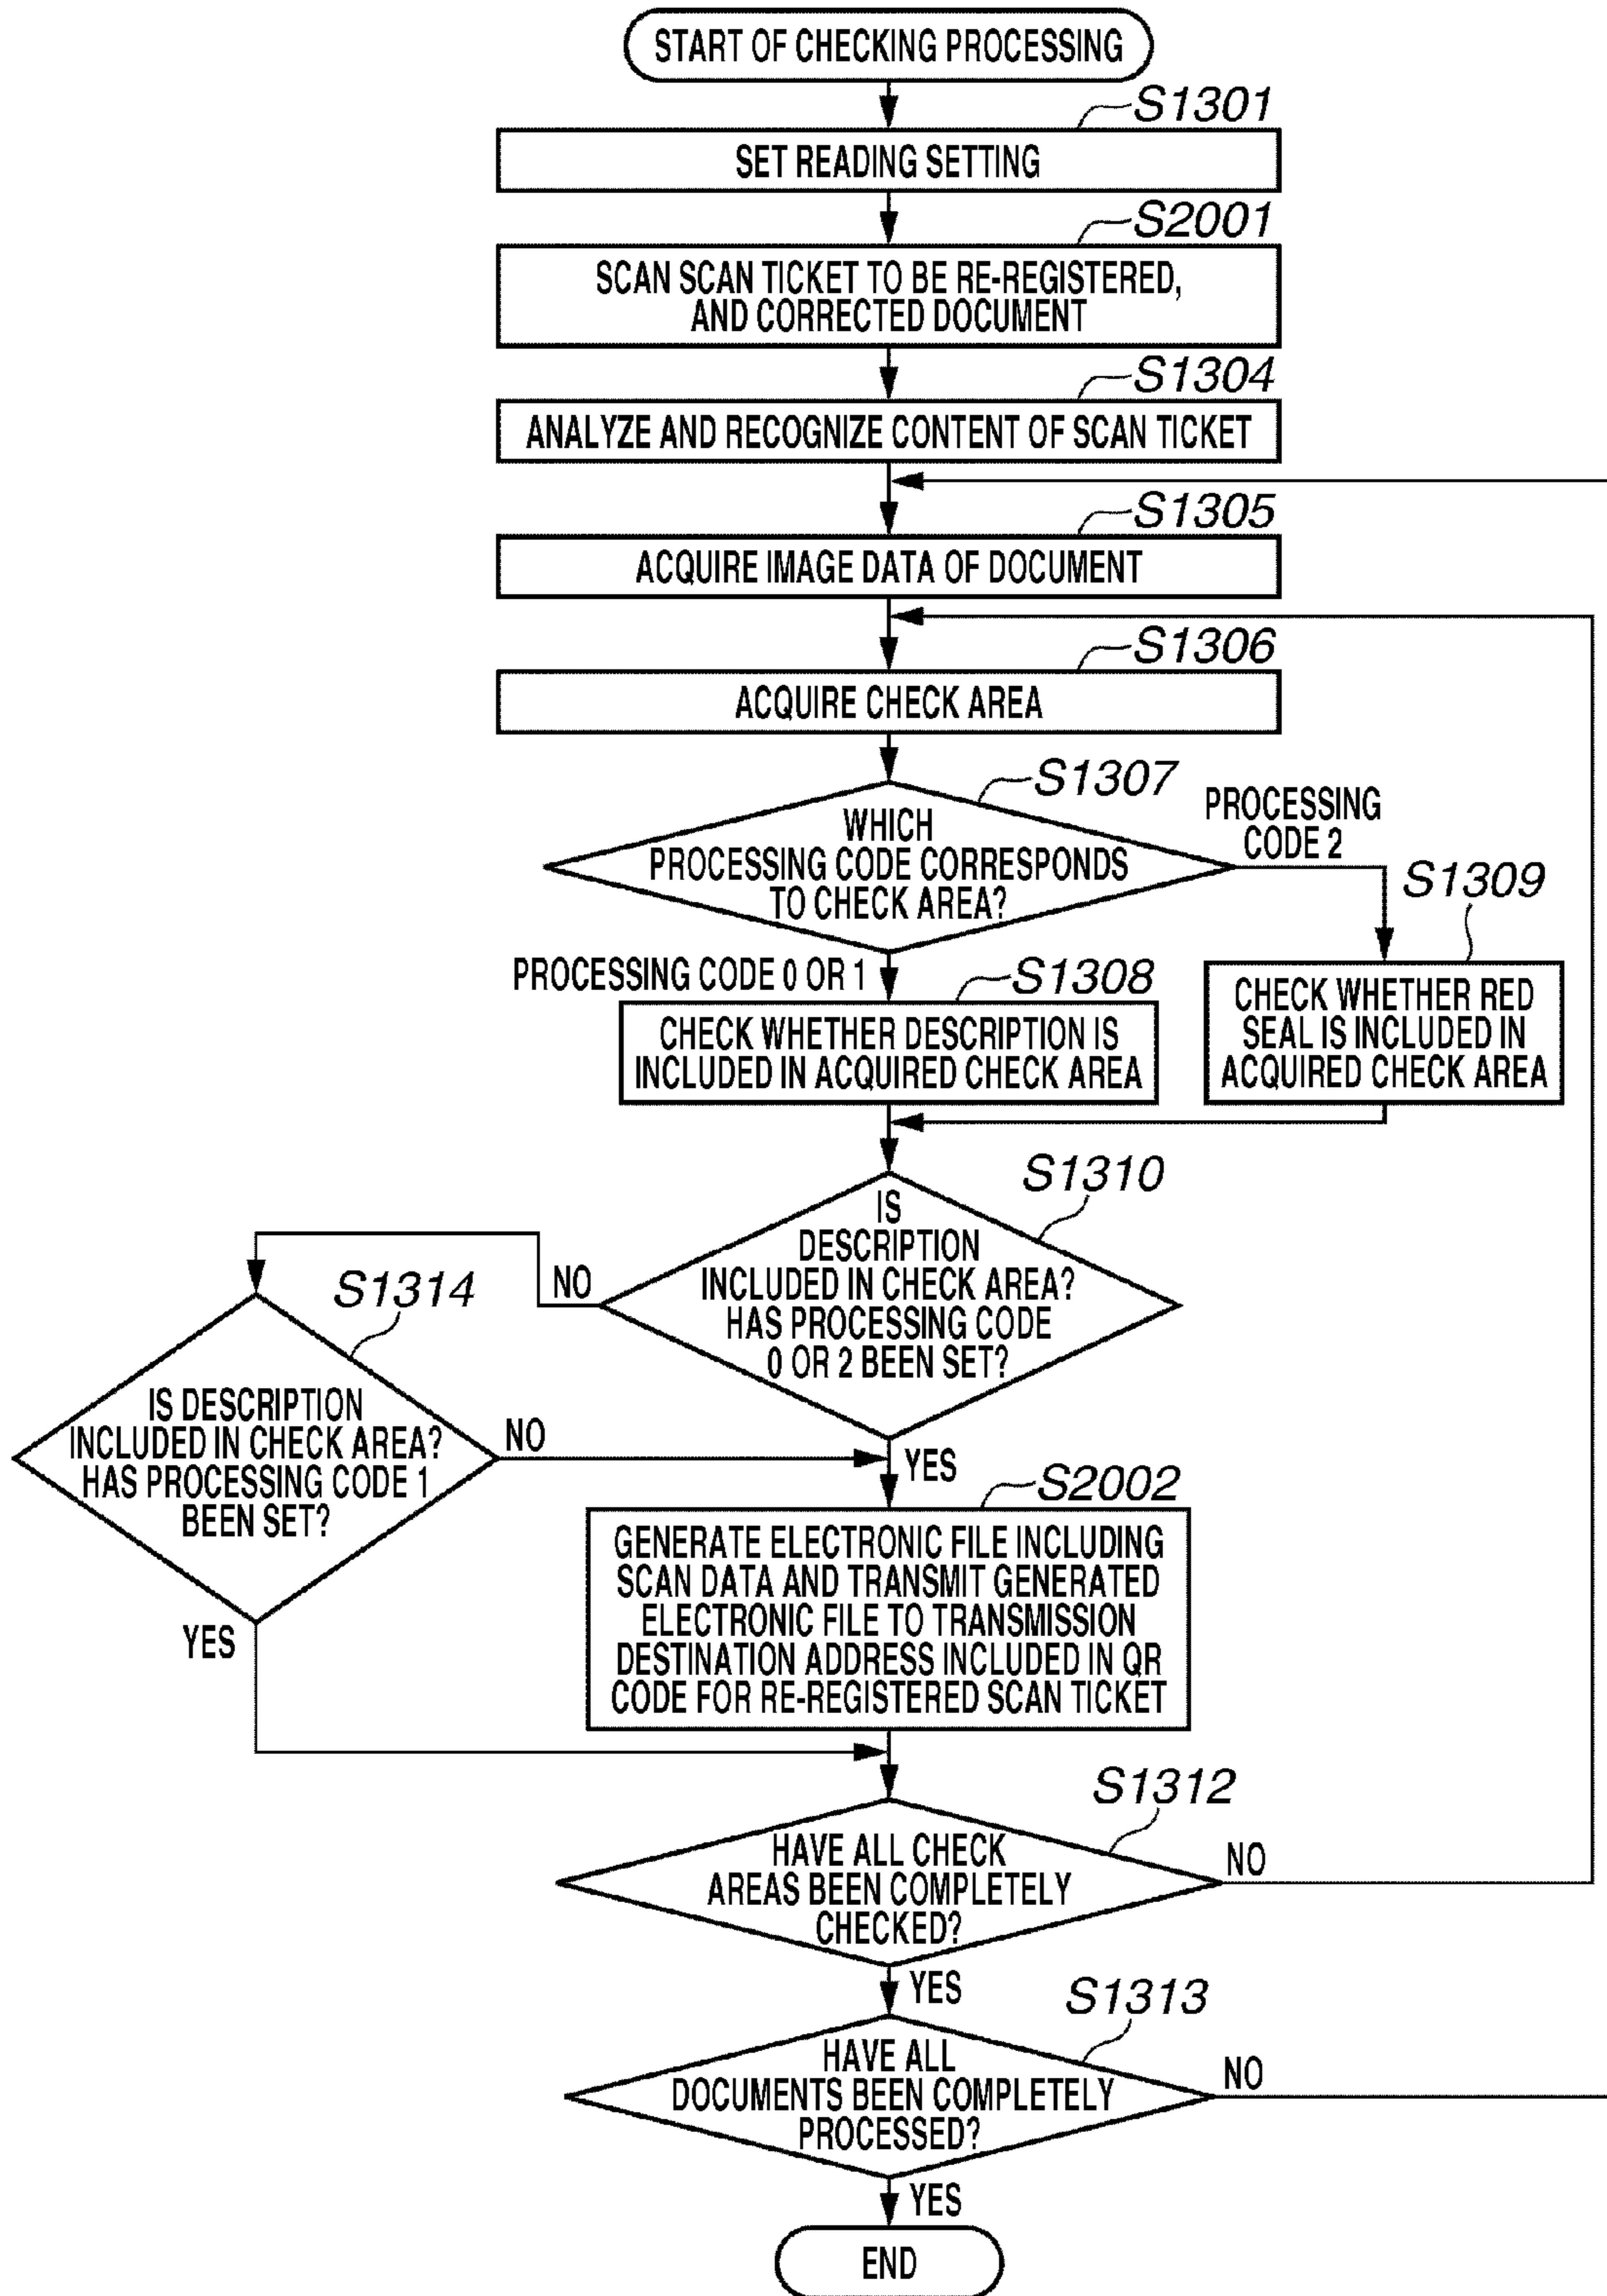 START OF CHECKING PROCESSING
S1301
SET READING SETTING
S2001
SCAN SCAN TICKET TO BE RE-REGISTERED,
AND CORRECTED DOCUMENT
S1304
ANALYZE AND RECOGNIZE CONTENT OF SCAN TICKET
S1305
ACQUIRE IMAGE DATA OF DOCUMENT
S1306
ACQUIRE CHECK AREA
S1307
WHICH
PROCESSING CODE CORRESPONDS
TO CHECK AREA?
PROCESSING
CODE 2
S1309
CHECK WHETHER RED
SEAL IS INCLUDED IN
ACQUIRED CHECK AREA
PROCESSING CODE 0 OR 1
S1308
CHECK WHETHER DESCRIPTION IS
INCLUDED IN ACQUIRED CHECK AREA
S1310
IS
DESCRIPTION
INCLUDED IN CHECK AREA?
HAS PROCESSING CODE
0 OR 2 BEEN SET?
NO
S1314
IS DESCRIPTION
INCLUDED IN CHECK AREA?
HAS PROCESSING CODE 1
BEEN SET?
NO
YES
YES
S2002
GENERATE ELECTRONIC FILE INCLUDING
SCAN DATA AND TRANSMIT GENERATED
ELECTRONIC FILE TO TRANSMISSION
DESTINATION ADDRESS INCLUDED IN QR
CODE FOR RE-REGISTERED SCAN TICKET
S1312
HAVE ALL CHECK
AREAS BEEN COMPLETELY
CHECKED?
NO
YES
S1313
HAVE ALL
DOCUMENTS BEEN COMPLETELY
PROCESSED?
NO
YES
END